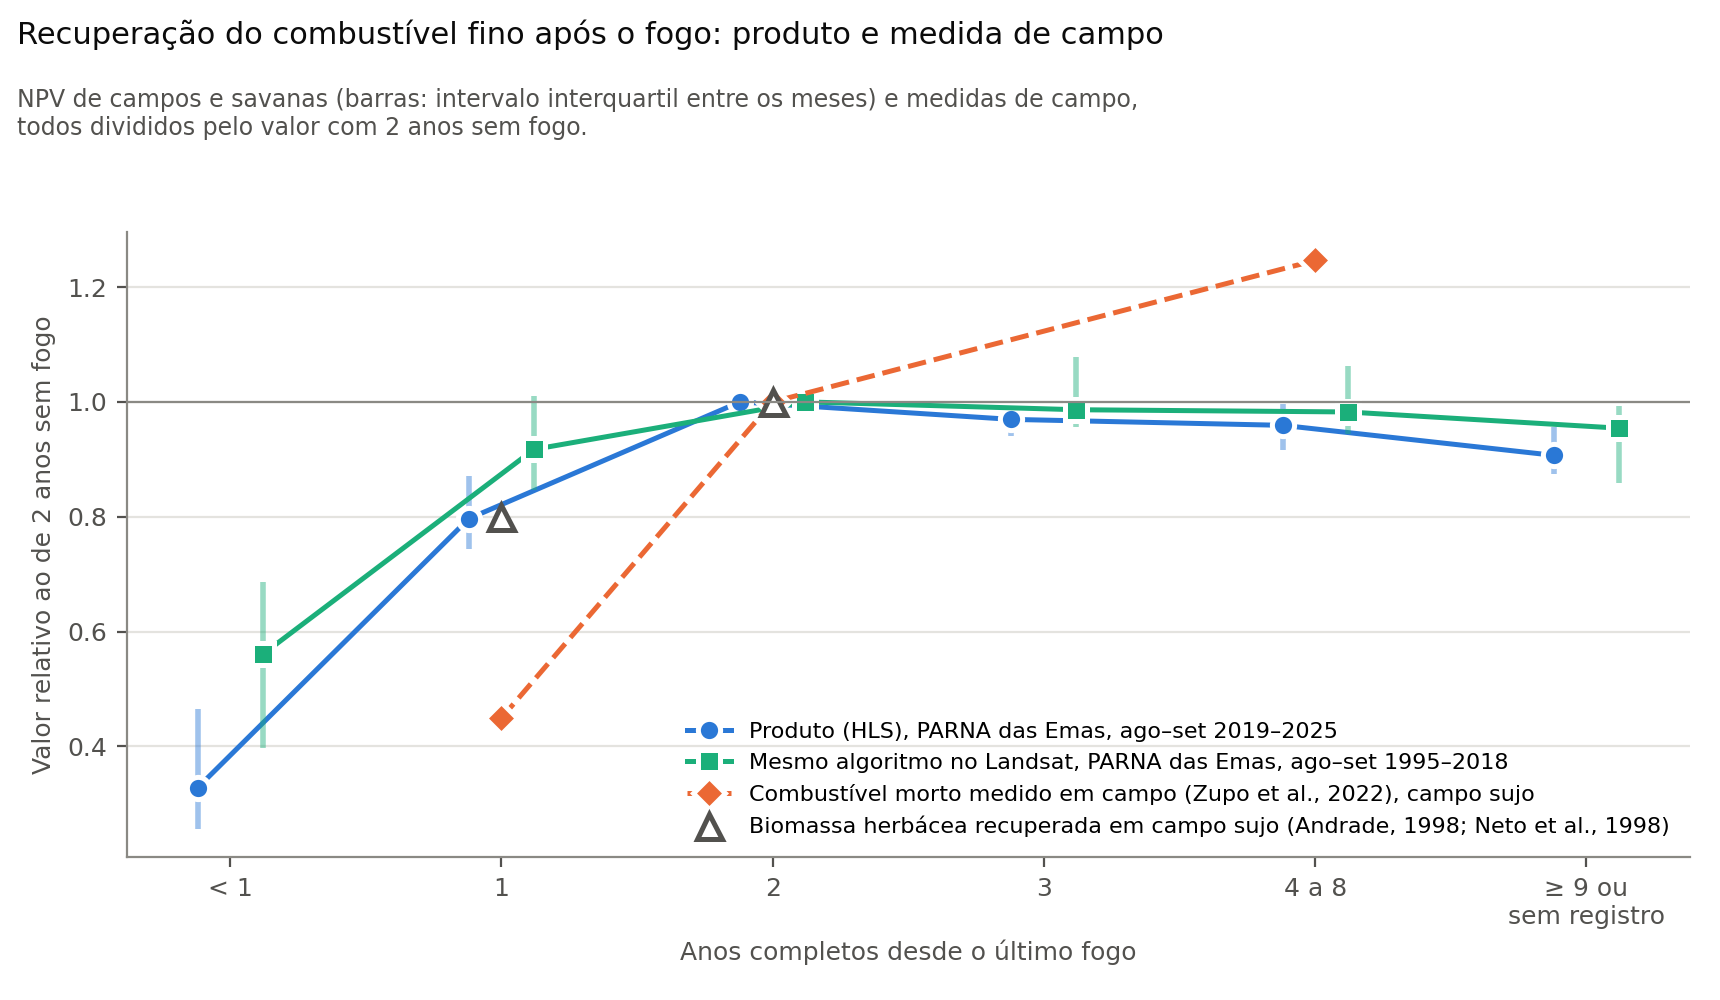 Recuperação do combustível fino após o fogo: produto e medida de campo
NPV de campos e savanas (barras: intervalo interquartil entre os meses) e medidas de campo,
todos divididos pelo valor com 2 anos sem fogo.
Valor relativo ao de 2 anos sem fogo
1.2
1.0
0.8
0.6
0.4
Produto (HLS), PARNA das Emas, ago–set 2019–2025
Mesmo algoritmo no Landsat, PARNA das Emas, ago–set 1995–2018
Combustível morto medido em campo (Zupo et al., 2022), campo sujo
Biomassa herbácea recuperada em campo sujo (Andrade, 1998; Neto et al., 1998)
< 1
1
2
3
4 a 8
≥ 9 ou
sem registro
Anos completos desde o último fogo